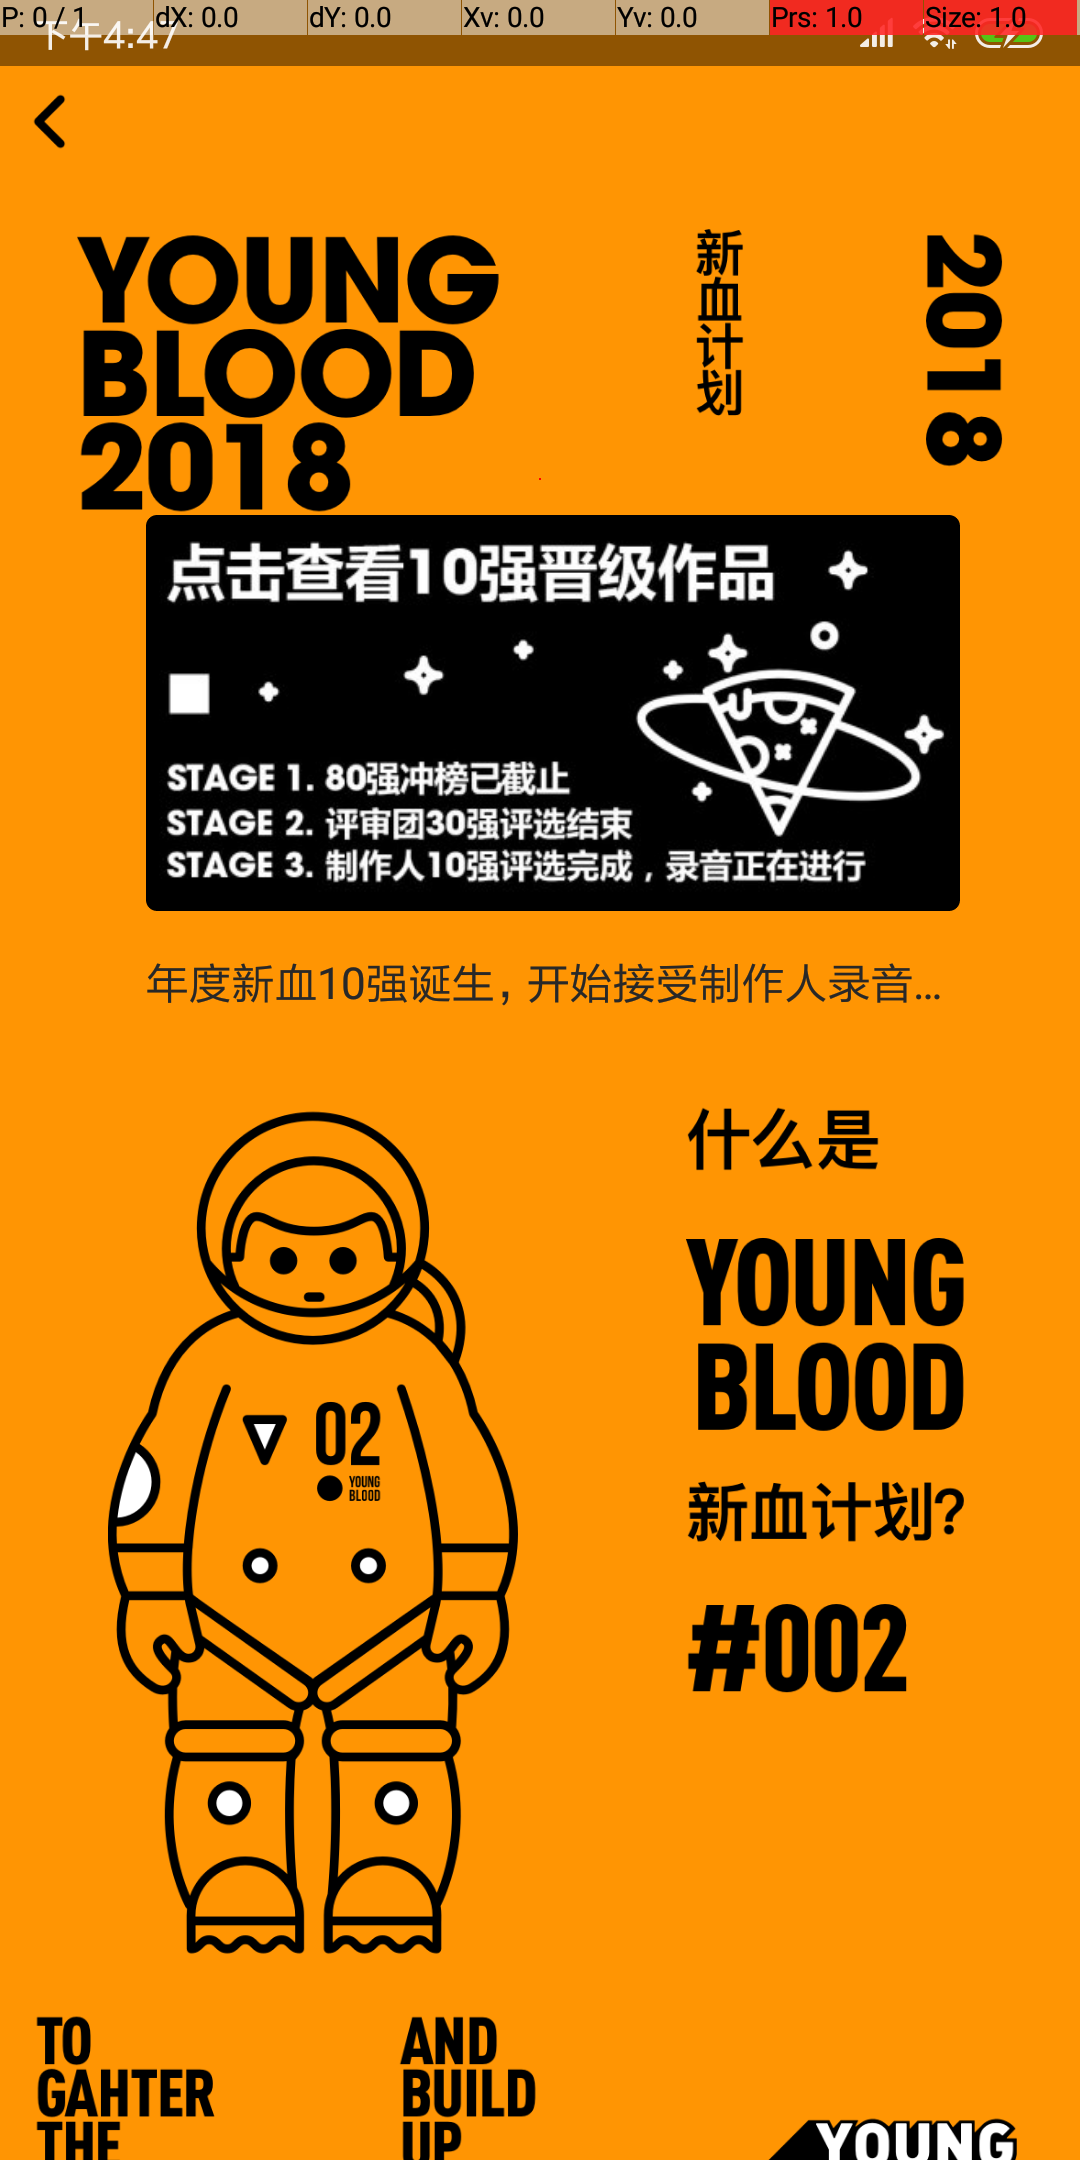 P: 0 / 1 dX: 0.0 dY: 0.0 Xv: 0.0 Yv: 0.0 Prs: 1.0 Size: 1.0
下午4:47
YOUNG
BLOOD
2018
新血计划
2018
点击查看10强晋级作品
STAGE 1. 80强冲榜已截止
STAGE 2. 评审团30强评选结束
STAGE 3. 制作人10强评选完成，录音正在进行
年度新血10强诞生，开始接受制作人录音...
什么是
YOUNG
BLOOD
新血计划?
#002
02
YOUNG
BLOOD
TO
GAHTER
THE
AND
BUILD
UP
YOUNG